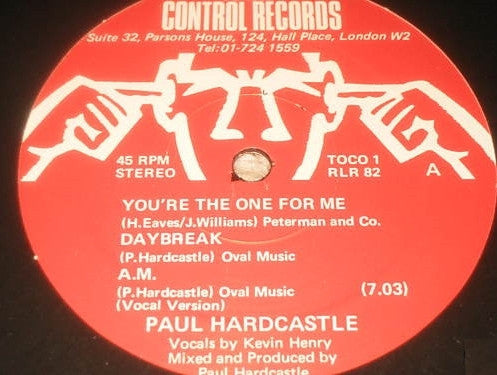 CONTROL RECORDS
Suite 32, Parsons House, 124, Hall Place, London W2
Tel:01-724 1559
45 RPM TOCO 1
STEREO RLR 82 A
YOU'RE THE ONE FOR ME
(H.Eaves/J.Williams) Peterman and Co.
DAYBREAK
(P.Hardcastle) Oval Music
A.M.
(P.Hardcastle) Oval Music (7.03)
(Vocal Version)
PAUL HARDCASTLE
Vocals by Kevin Henry
Mixed and Produced by
Paul Hardcastle